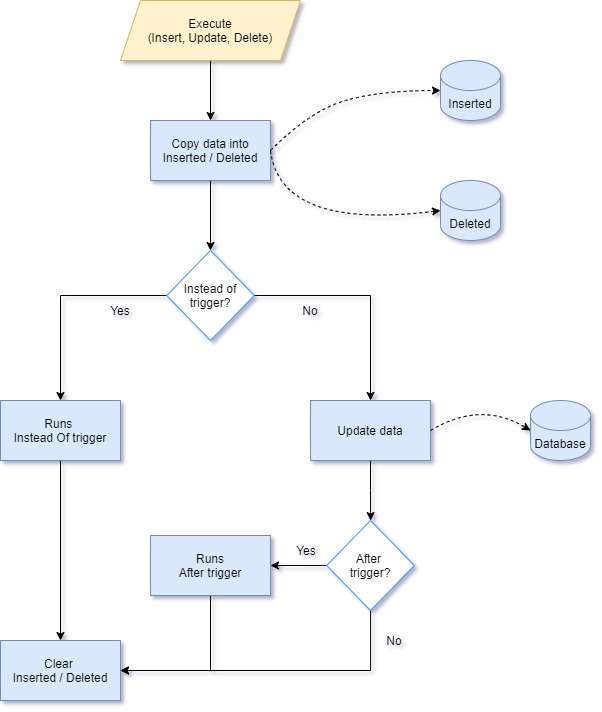 Execute
(Insert, Update, Delete)
Inserted
Copy data into
Inserted / Deleted
Deleted
Instead of
trigger?
Yes
No
Runs
Instead Of trigger
Update data
Database
Runs
After trigger
Yes
After
trigger?
No
Clear
Inserted / Deleted